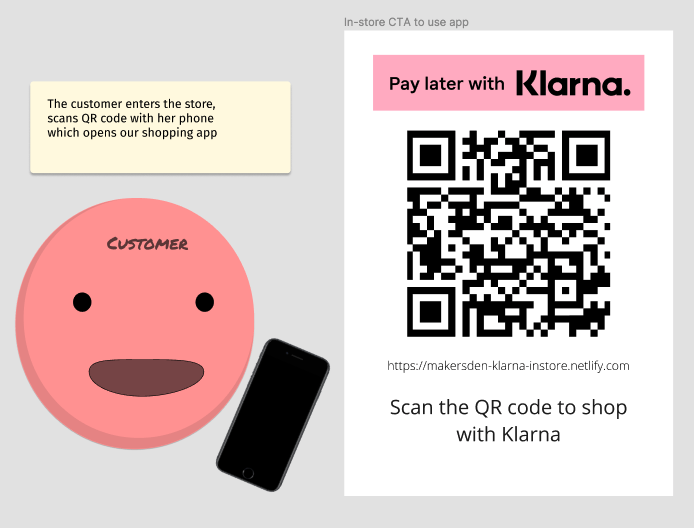 In-store CTA to use app
The customer enters the store,
scans QR code with her phone
which opens our shopping app
Customer
Pay later with Klarna.
https://makersden-klarna-instore.netlify.com
Scan the QR code to shop
with Klarna